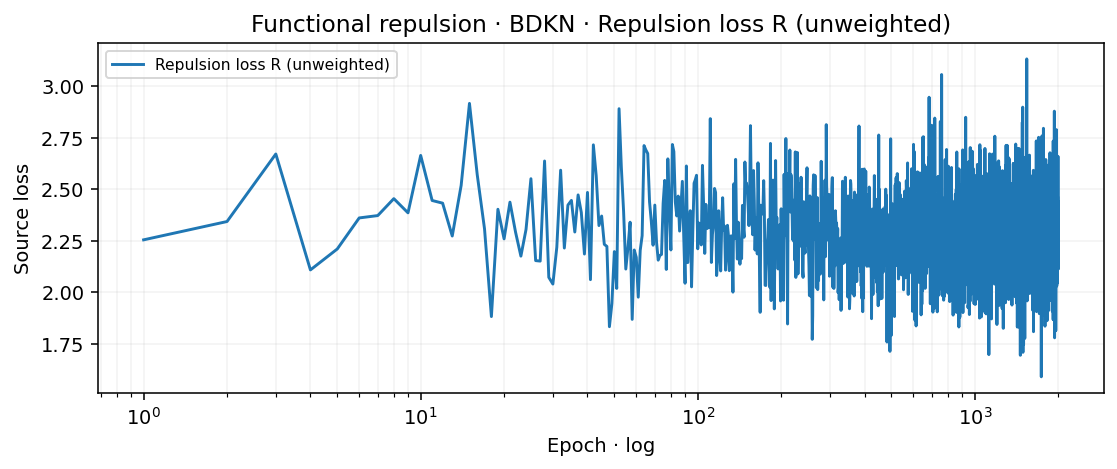 Functional repulsion · BDKN · Repulsion loss R (unweighted)
Repulsion loss R (unweighted)
Source loss
3.00
2.75
2.50
2.25
2.00
1.75
10⁰ 10¹ 10² 10³
Epoch · log